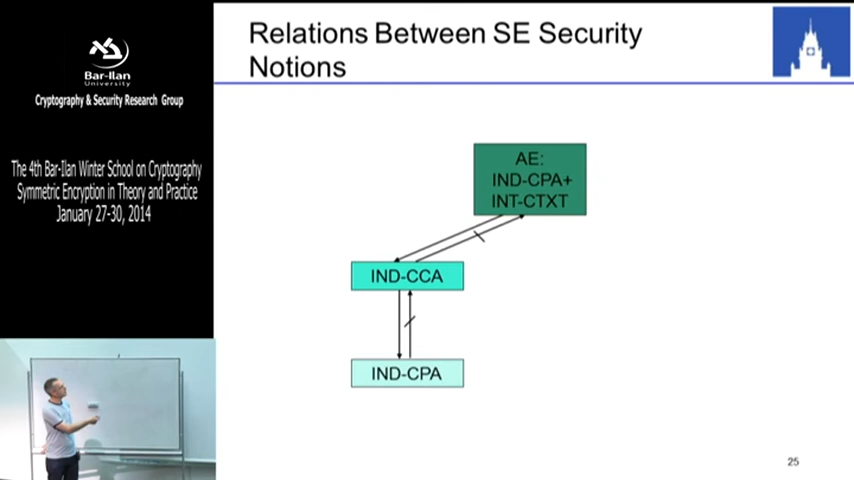 Bar-Ilan
University
Cryptography & Security Research Group
The 4th Bar-Ilan Winter School on Cryptography
Symmetric Encryption in Theory and Practice
January 27-30, 2014
Relations Between SE Security
Notions
AE:
IND-CPA+
INT-CTXT
IND-CCA
IND-CPA
25